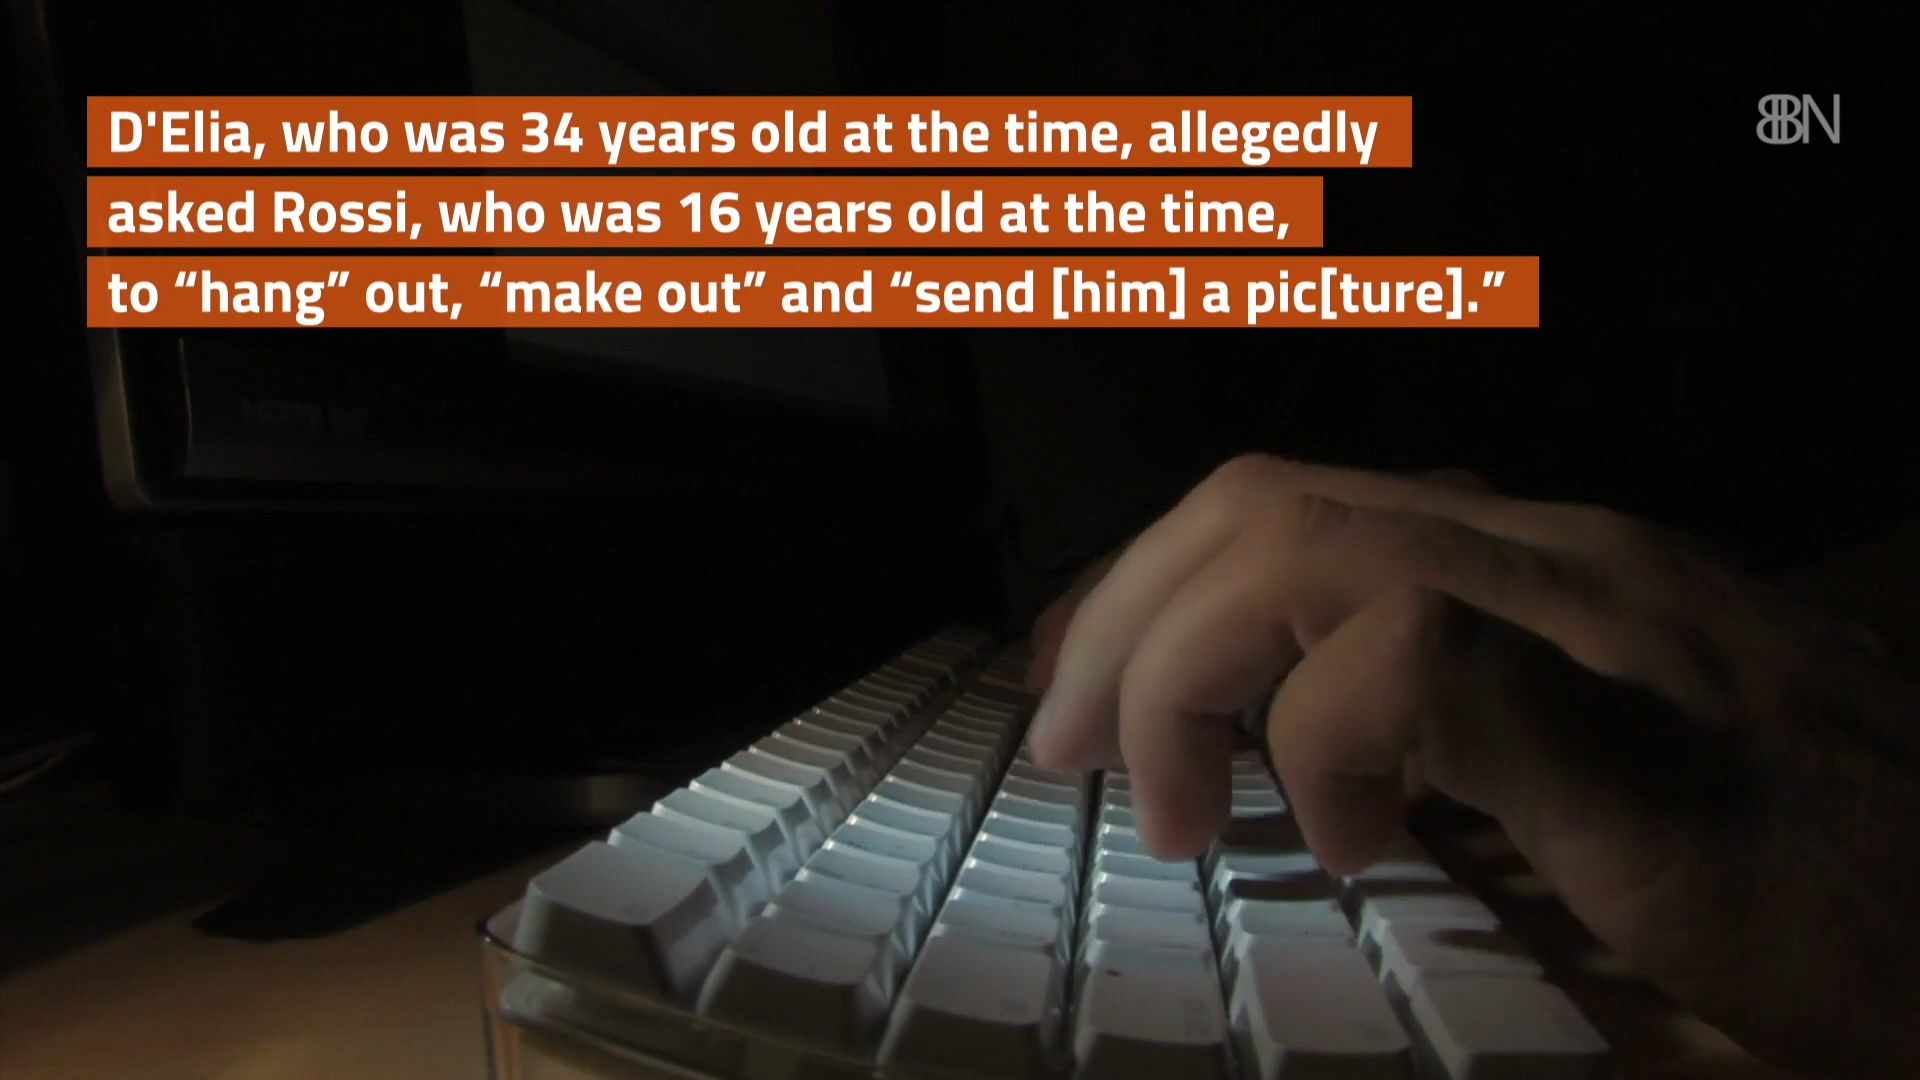 D'Elia, who was 34 years old at the time, allegedly
asked Rossi, who was 16 years old at the time,
to “hang” out, “make out” and “send [him] a pic[ture].”
BBN